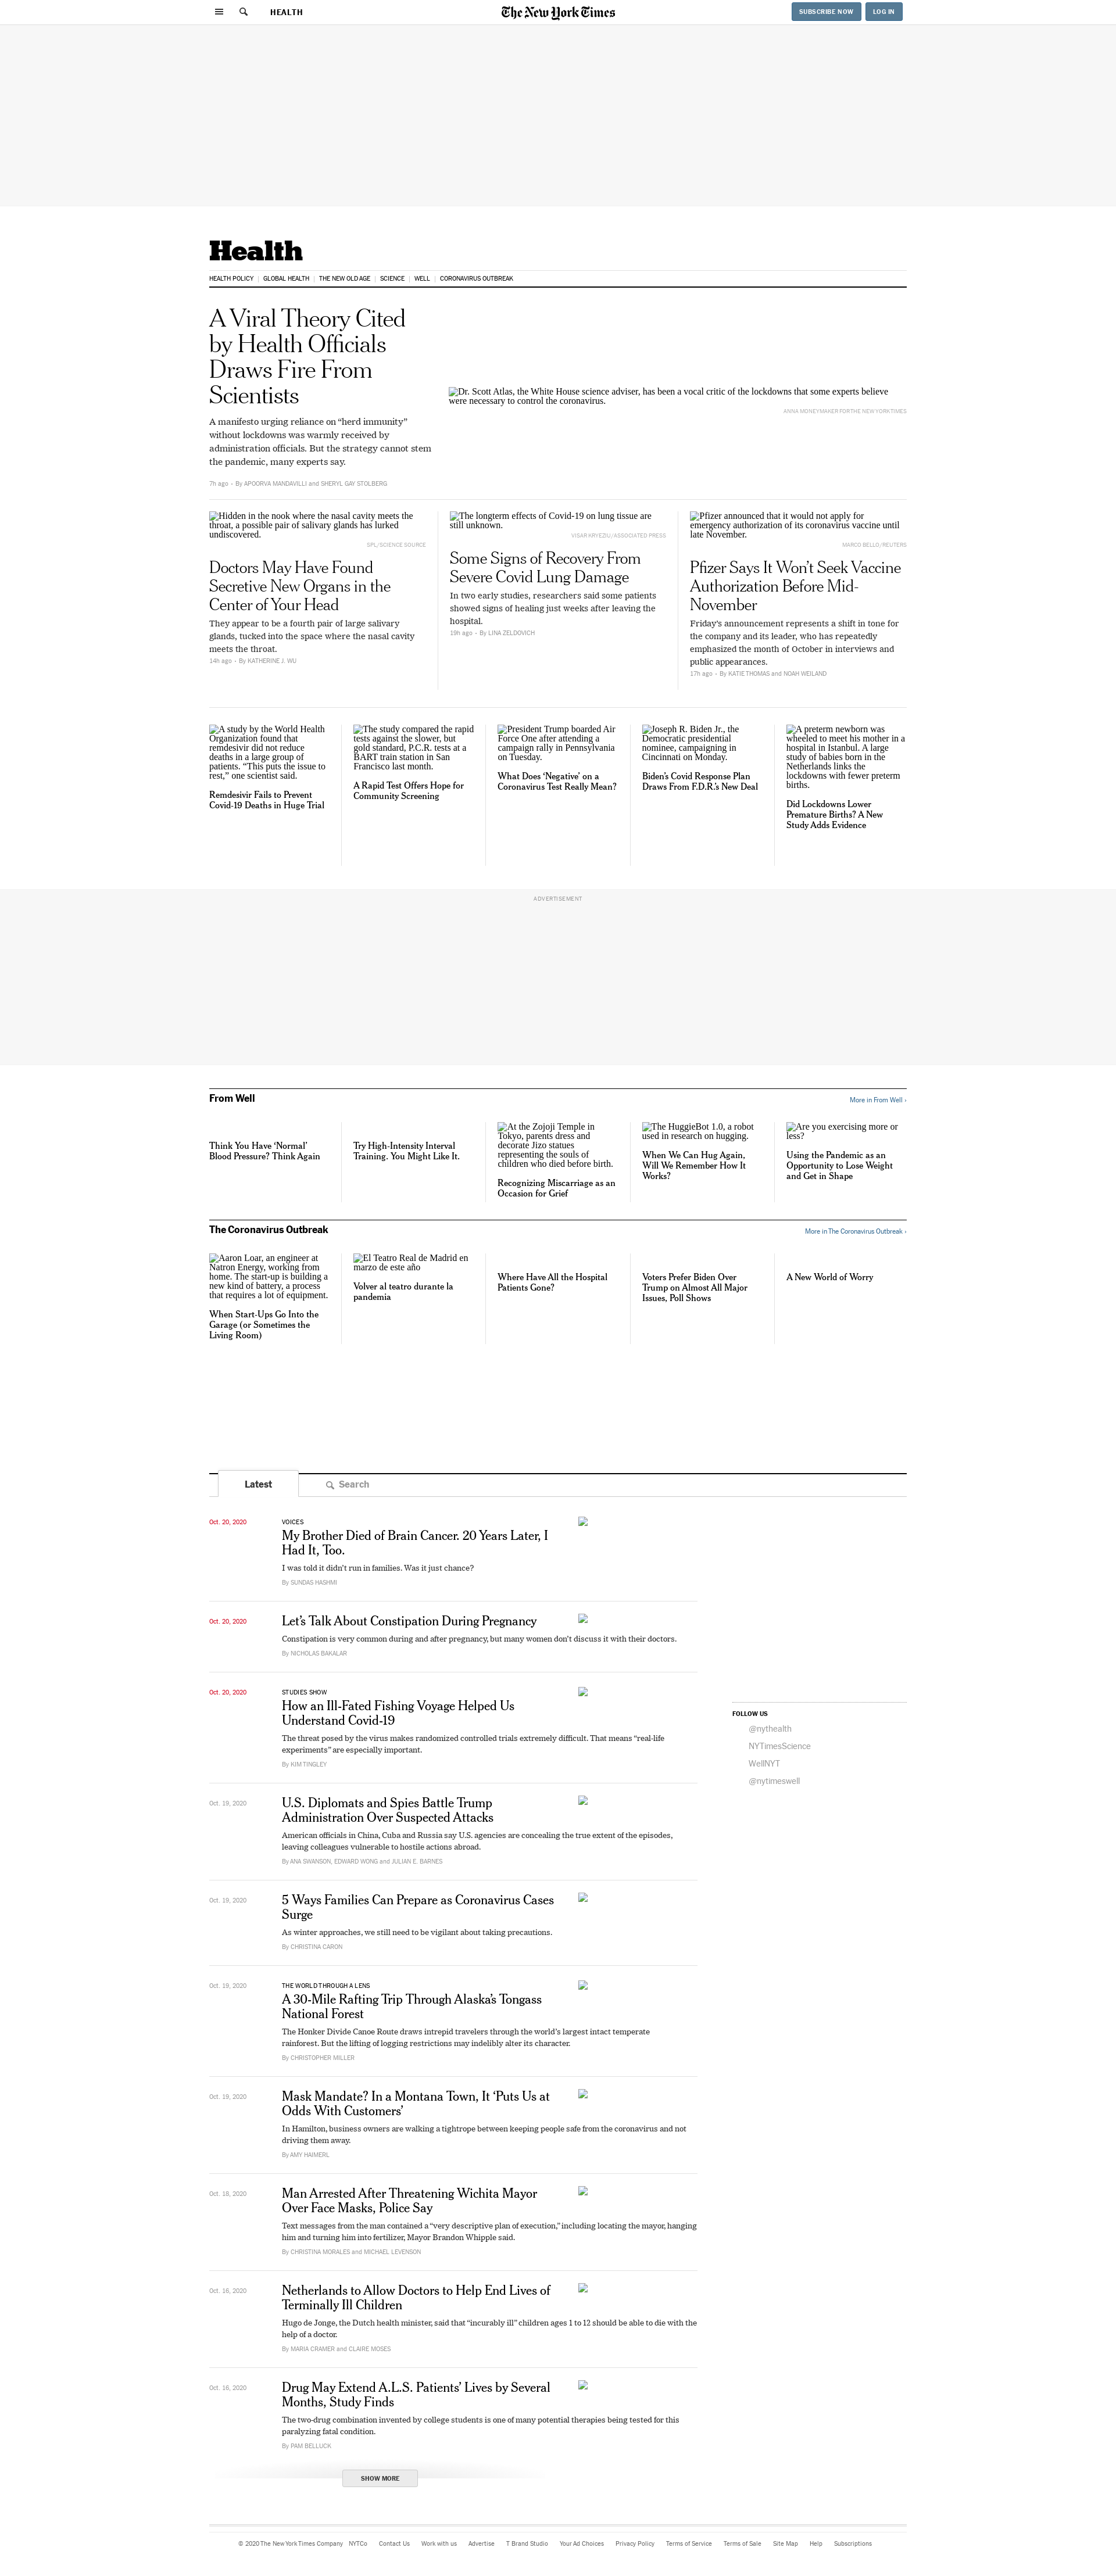 HEALTH
The New York Times
SUBSCRIBE NOW
LOG IN
Health
HEALTH POLICY | GLOBAL HEALTH | THE NEW OLD AGE | SCIENCE | WELL | CORONAVIRUS OUTBREAK
A Viral Theory Cited
by Health Officials
Draws Fire From
Scientists
A manifesto urging reliance on “herd immunity”
without lockdowns was warmly received by
administration officials. But the strategy cannot stem
the pandemic, many experts say.
7h ago • By APOORVA MANDAVILLI and SHERYL GAY STOLBERG
Dr. Scott Atlas, the White House science adviser, has been a vocal critic of the lockdowns that some experts believe
were necessary to control the coronavirus.
ANNA MONEYMAKER FOR THE NEW YORK TIMES
Hidden in the nook where the nasal cavity meets the
throat, a possible pair of salivary glands has lurked
undiscovered.
SPL/SCIENCE SOURCE
Doctors May Have Found
Secretive New Organs in the
Center of Your Head
They appear to be a fourth pair of large salivary
glands, tucked into the space where the nasal cavity
meets the throat.
14h ago • By KATHERINE J. WU
The longterm effects of Covid-19 on lung tissue are
still unknown.
VISAR KRYEZIU/ASSOCIATED PRESS
Some Signs of Recovery From
Severe Covid Lung Damage
In two early studies, researchers said some patients
showed signs of healing just weeks after leaving the
hospital.
19h ago • By LINA ZELDOVICH
Pfizer announced that it would not apply for
emergency authorization of its coronavirus vaccine until
late November.
MARCO BELLO/REUTERS
Pfizer Says It Won’t Seek Vaccine
Authorization Before Mid-
November
Friday’s announcement represents a shift in tone for
the company and its leader, who has repeatedly
emphasized the month of October in interviews and
public appearances.
17h ago • By KATIE THOMAS and NOAH WEILAND
A study by the World Health
Organization found that
remdesivir did not reduce
deaths in a large group of
patients. “This puts the issue to
rest,” one scientist said.
Remdesivir Fails to Prevent
Covid-19 Deaths in Huge Trial
The study compared the rapid
tests against the slower, but
gold standard, P.C.R. tests at a
BART train station in San
Francisco last month.
A Rapid Test Offers Hope for
Community Screening
President Trump boarded Air
Force One after attending a
campaign rally in Pennsylvania
on Tuesday.
What Does ‘Negative’ on a
Coronavirus Test Really Mean?
Joseph R. Biden Jr., the
Democratic presidential
nominee, campaigning in
Cincinnati on Monday.
Biden’s Covid Response Plan
Draws From F.D.R.’s New Deal
A preterm newborn was
wheeled to meet his mother in a
hospital in Istanbul. A large
study of babies born in the
Netherlands links the
lockdowns with fewer preterm
births.
Did Lockdowns Lower
Premature Births? A New
Study Adds Evidence
ADVERTISEMENT
From Well
More in From Well ›
Think You Have ‘Normal’
Blood Pressure? Think Again
Try High-Intensity Interval
Training. You Might Like It.
At the Zojoji Temple in
Tokyo, parents dress and
decorate Jizo statues
representing the souls of
children who died before birth.
Recognizing Miscarriage as an
Occasion for Grief
The HuggieBot 1.0, a robot
used in research on hugging.
When We Can Hug Again,
Will We Remember How It
Works?
Are you exercising more or
less?
Using the Pandemic as an
Opportunity to Lose Weight
and Get in Shape
The Coronavirus Outbreak
More in The Coronavirus Outbreak ›
Aaron Loar, an engineer at
Natron Energy, working from
home. The start-up is building a
new kind of battery, a process
that requires a lot of equipment.
When Start-Ups Go Into the
Garage (or Sometimes the
Living Room)
El Teatro Real de Madrid en
marzo de este año
Volver al teatro durante la
pandemia
Where Have All the Hospital
Patients Gone?
Voters Prefer Biden Over
Trump on Almost All Major
Issues, Poll Shows
A New World of Worry
Latest
Search
Oct. 20, 2020
VOICES
My Brother Died of Brain Cancer. 20 Years Later, I
Had It, Too.
I was told it didn’t run in families. Was it just chance?
By SUNDAS HASHMI
Oct. 20, 2020
Let’s Talk About Constipation During Pregnancy
Constipation is very common during and after pregnancy, but many women don’t discuss it with their doctors.
By NICHOLAS BAKALAR
Oct. 20, 2020
STUDIES SHOW
How an Ill-Fated Fishing Voyage Helped Us
Understand Covid-19
The threat posed by the virus makes randomized controlled trials extremely difficult. That means “real-life
experiments” are especially important.
By KIM TINGLEY
FOLLOW US
@nythealth
NYTimesScience
WellNYT
@nytimeswell
Oct. 19, 2020
U.S. Diplomats and Spies Battle Trump
Administration Over Suspected Attacks
American officials in China, Cuba and Russia say U.S. agencies are concealing the true extent of the episodes,
leaving colleagues vulnerable to hostile actions abroad.
By ANA SWANSON, EDWARD WONG and JULIAN E. BARNES
Oct. 19, 2020
5 Ways Families Can Prepare as Coronavirus Cases
Surge
As winter approaches, we still need to be vigilant about taking precautions.
By CHRISTINA CARON
Oct. 19, 2020
THE WORLD THROUGH A LENS
A 30-Mile Rafting Trip Through Alaska’s Tongass
National Forest
The Honker Divide Canoe Route draws intrepid travelers through the world’s largest intact temperate
rainforest. But the lifting of logging restrictions may indelibly alter its character.
By CHRISTOPHER MILLER
Oct. 19, 2020
Mask Mandate? In a Montana Town, It ‘Puts Us at
Odds With Customers’
In Hamilton, business owners are walking a tightrope between keeping people safe from the coronavirus and not
driving them away.
By AMY HAIMERL
Oct. 18, 2020
Man Arrested After Threatening Wichita Mayor
Over Face Masks, Police Say
Text messages from the man contained a “very descriptive plan of execution,” including locating the mayor, hanging
him and turning him into fertilizer, Mayor Brandon Whipple said.
By CHRISTINA MORALES and MICHAEL LEVENSON
Oct. 16, 2020
Netherlands to Allow Doctors to Help End Lives of
Terminally Ill Children
Hugo de Jonge, the Dutch health minister, said that “incurably ill” children ages 1 to 12 should be able to die with the
help of a doctor.
By MARIA CRAMER and CLAIRE MOSES
Oct. 16, 2020
Drug May Extend A.L.S. Patients’ Lives by Several
Months, Study Finds
The two-drug combination invented by college students is one of many potential therapies being tested for this
paralyzing fatal condition.
By PAM BELLUCK
SHOW MORE
© 2020 The New York Times Company NYTCo Contact Us Work with us Advertise T Brand Studio Your Ad Choices Privacy Policy Terms of Service Terms of Sale Site Map Help Subscriptions